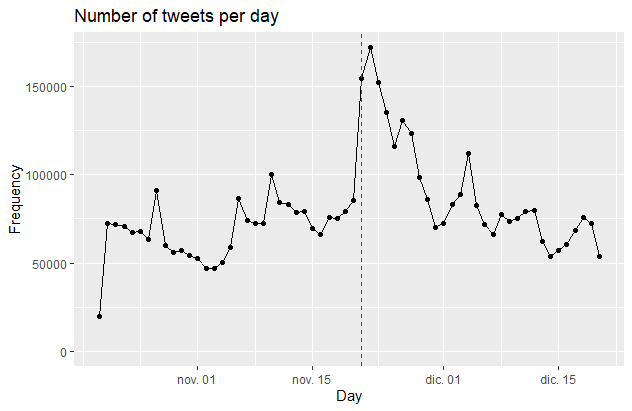 Number of tweets per day
Frequency
150000
100000
50000
0
nov. 01 nov. 15 dic. 01 dic. 15
Day